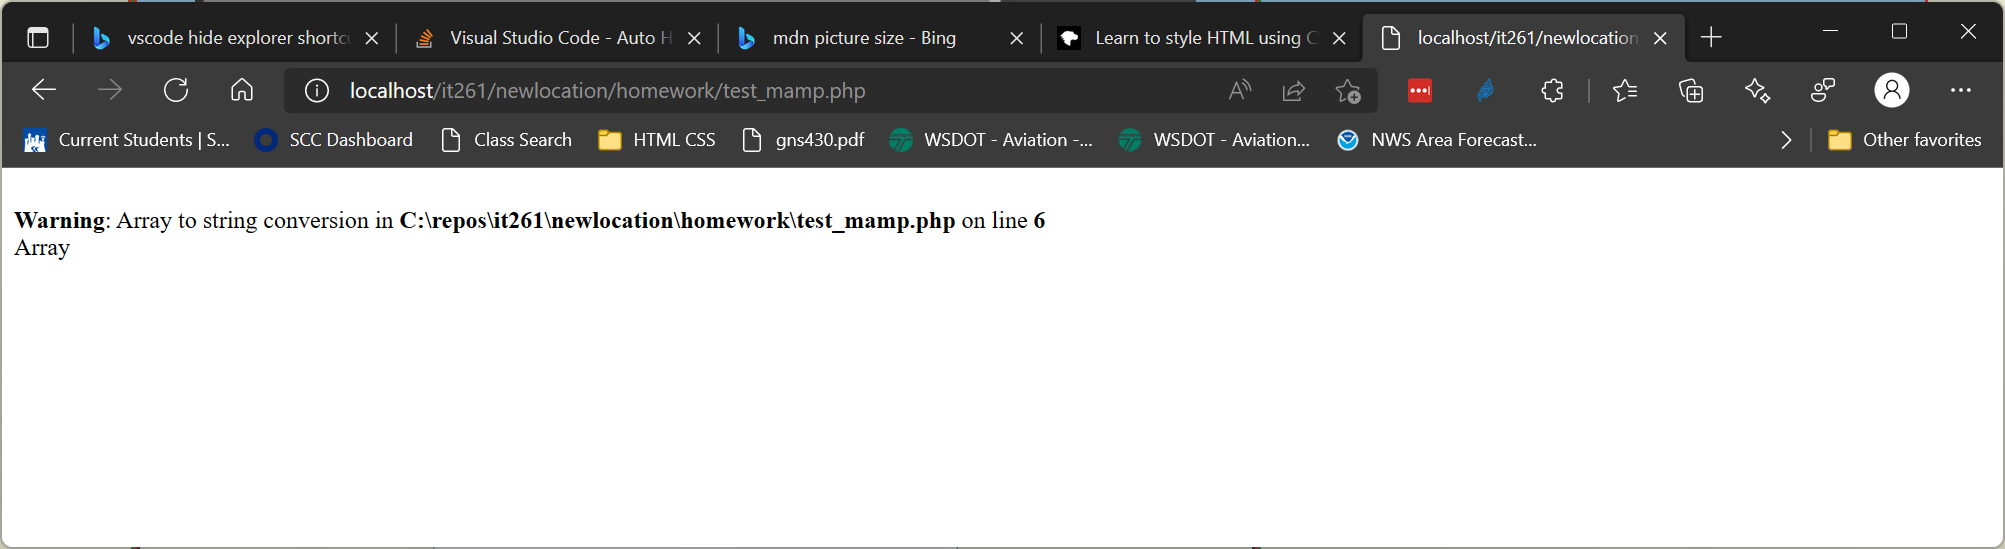 vscode hide explorer shortcu
Visual Studio Code - Auto H
mdn picture size - Bing
Learn to style HTML using C
localhost/it261/newlocation
localhost/it261/newlocation/homework/test_mamp.php
Current Students | S...
SCC Dashboard
Class Search
HTML CSS
gns430.pdf
WSDOT - Aviation -...
WSDOT - Aviation...
NWS Area Forecast...
Other favorites
Warning: Array to string conversion in C:\repos\it261\newlocation\homework\test_mamp.php on line 6
Array